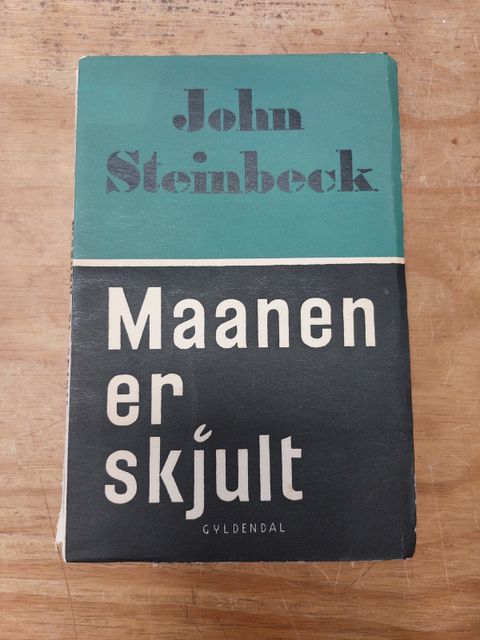 John
Steinbeck
Maanen
er
skjult
GYLDENDAL